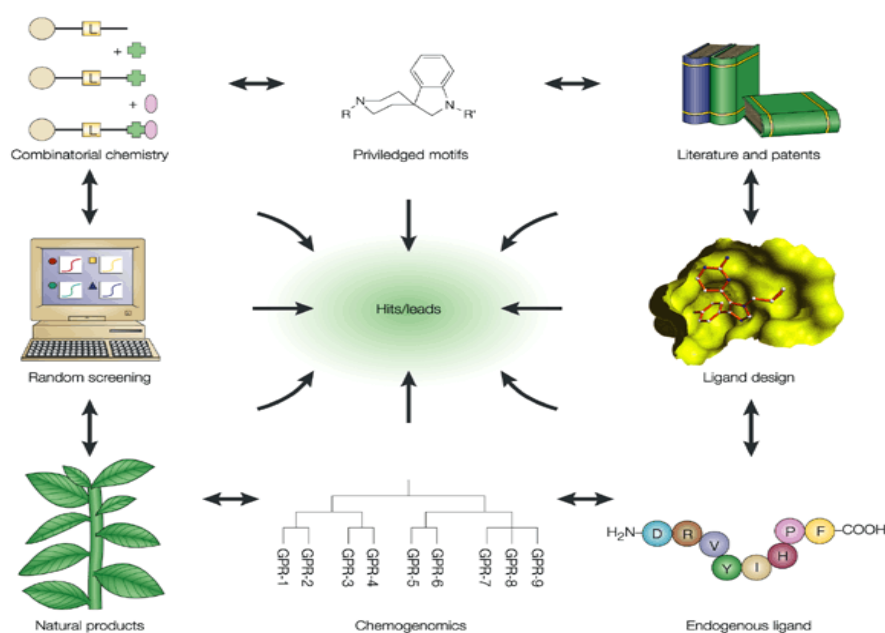 L
+
L
+
L
Combinatorial chemistry
N
R
N
R"
Priviledged motifs
Literature and patents
Random screening
Hits/leads
Ligand design
Natural products
GPR-1
GPR-2
GPR-3
GPR-4
GPR-5
GPR-6
GPR-7
GPR-8
GPR-9
Chemogenomics
H₂N D R V Y I H P F COOH
Endogenous ligand